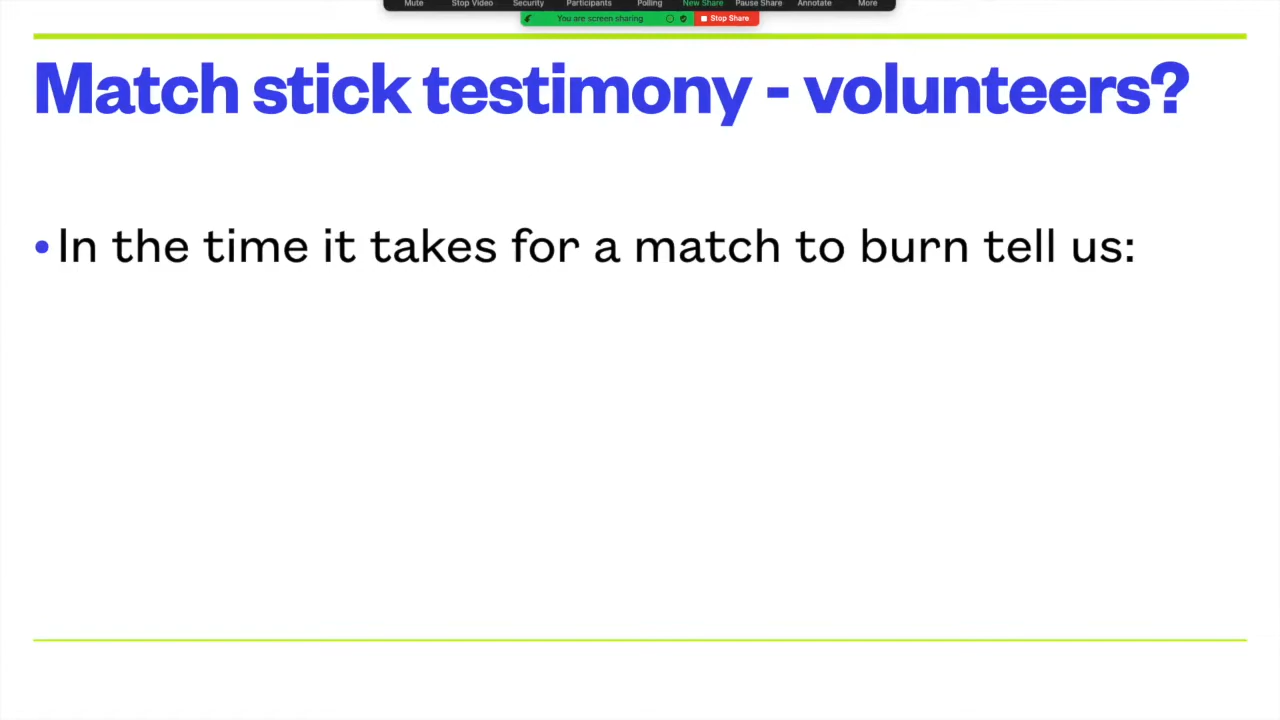 Mute Stop Video Security Participants Polling New Share Pause Share Annotate More
You are screen sharing Stop Share
Match stick testimony - volunteers?
•In the time it takes for a match to burn tell us: